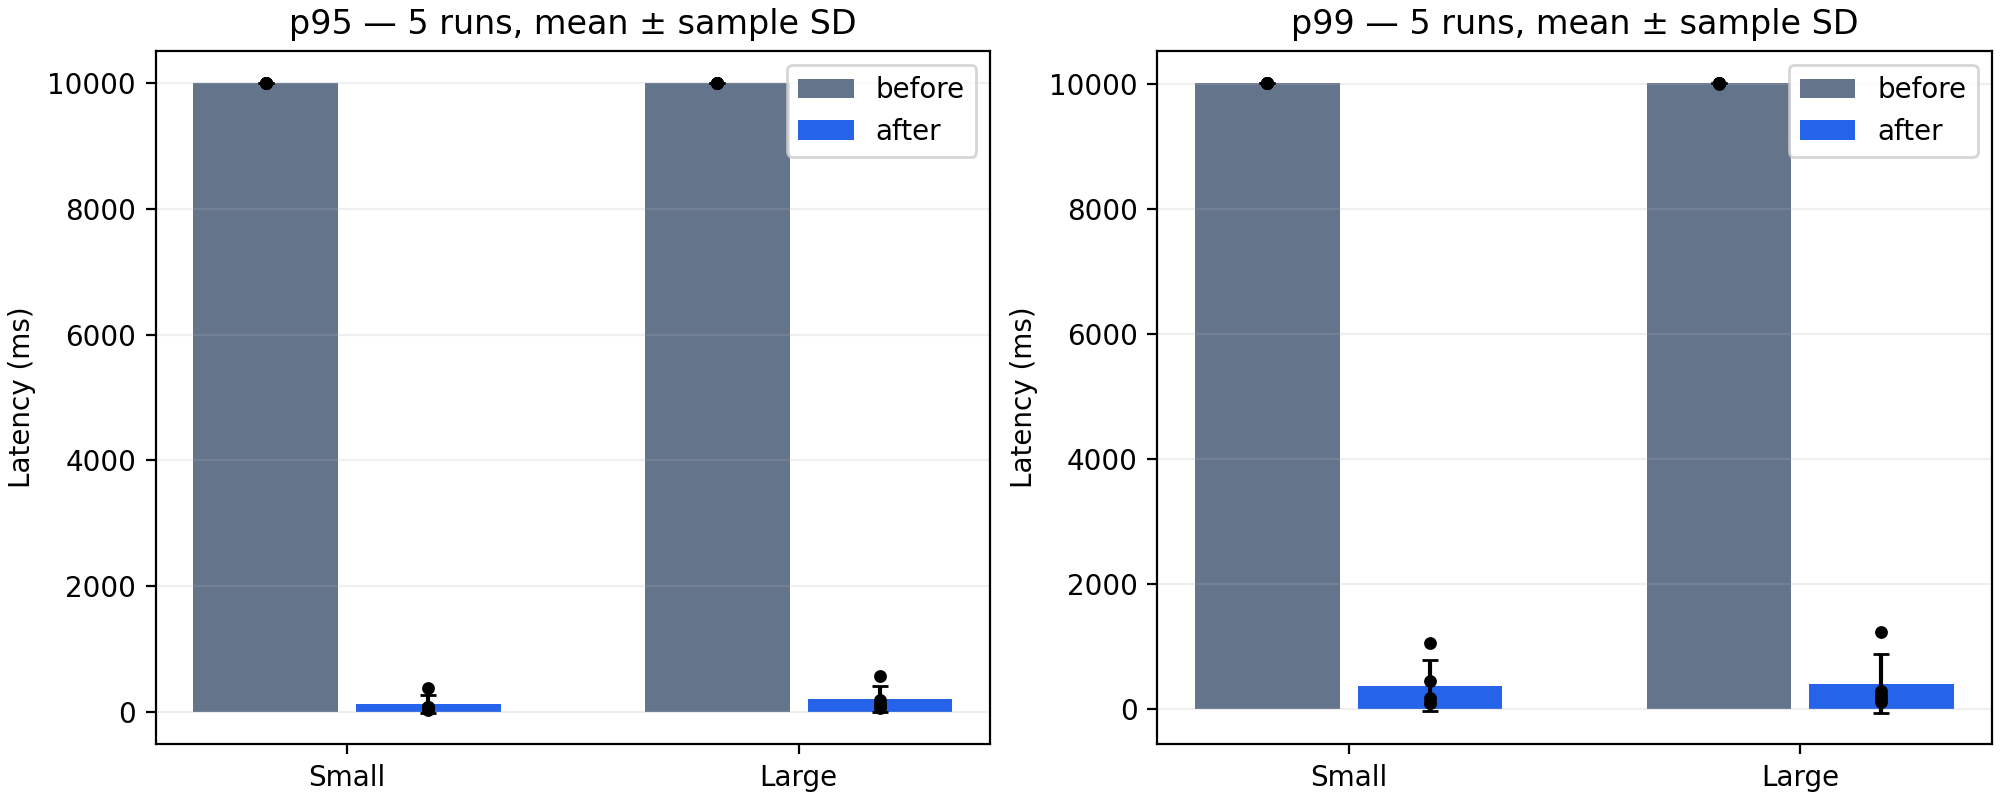 p95 — 5 runs, mean ± sample SD
Latency (ms)
10000
8000
6000
4000
2000
0
before
after
Small
Large
p99 — 5 runs, mean ± sample SD
Latency (ms)
10000
8000
6000
4000
2000
0
before
after
Small
Large